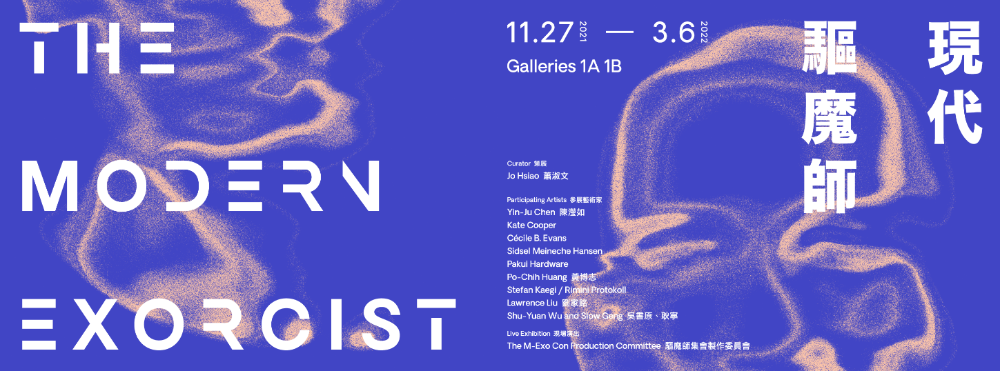 THE
MODERN
EXORCIST
11.27 2021 — 3.6 2022
Galleries 1A 1B
現代
驅魔師
Curator 策展
Jo Hsiao 蕭淑文
Participating Artists 參展藝術家
Yin-Ju Chen 陳瀅如
Kate Cooper
Cécile B. Evans
Sidsel Meineche Hansen
Pakui Hardware
Po-Chih Huang 黃博志
Stefan Kaegi / Rimini Protokoll
Lawrence Liu 劉家銘
Shu-Yuan Wu and Slow Geng 吳書原、耿寧
Live Exhibition 現場演出
The M-Exo Con Production Committee 驅魔師集會製作委員會